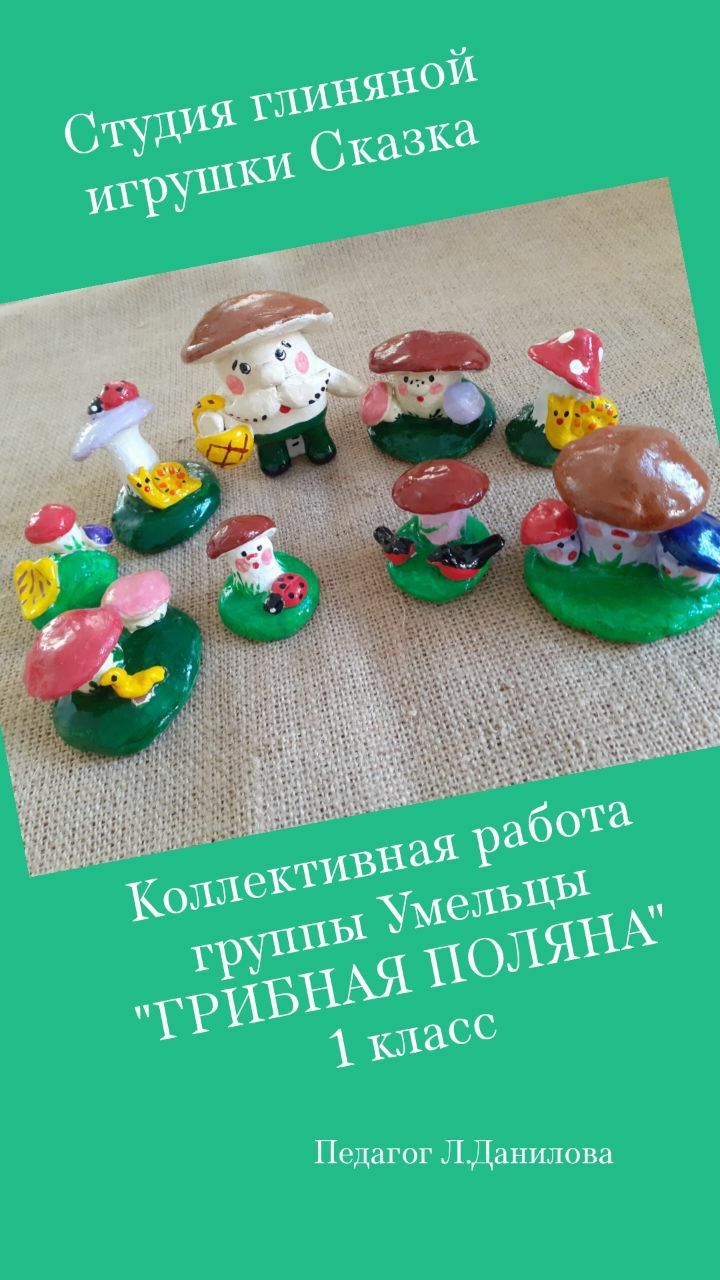 Студия глиняной
игрушки Сказка
Коллективная работа
группы Умельцы
"ГРИБНАЯ ПОЛЯНА"
1 класс
Педагог Л.Данилова